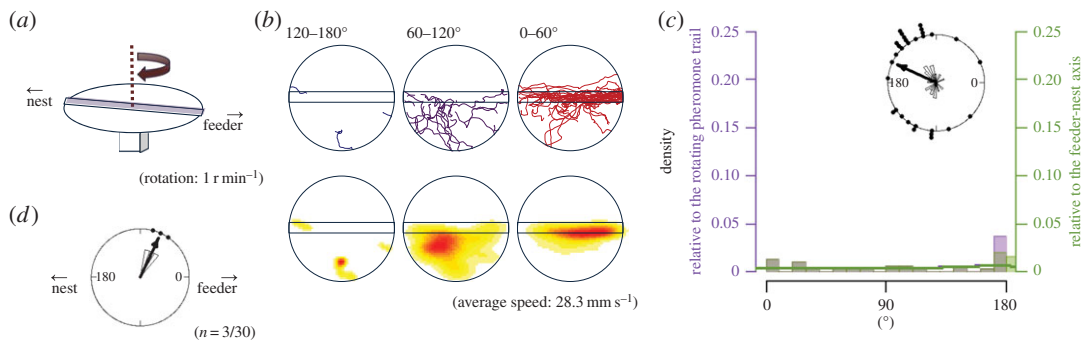 (a)
← nest
feeder →
(rotation: 1 r min⁻¹)
(b)
120–180°
60–120°
0–60°
(average speed: 28.3 mm s⁻¹)
(c)
relative to the rotating pheromone trail
density
relative to the feeder-nest axis
0.25
0.20
0.15
0.10
0.05
0
0.25
0.20
0.15
0.10
0.05
0
180
0
0
90
180
(°)
(d)
← nest
-180
0
feeder →
(n = 3/30)